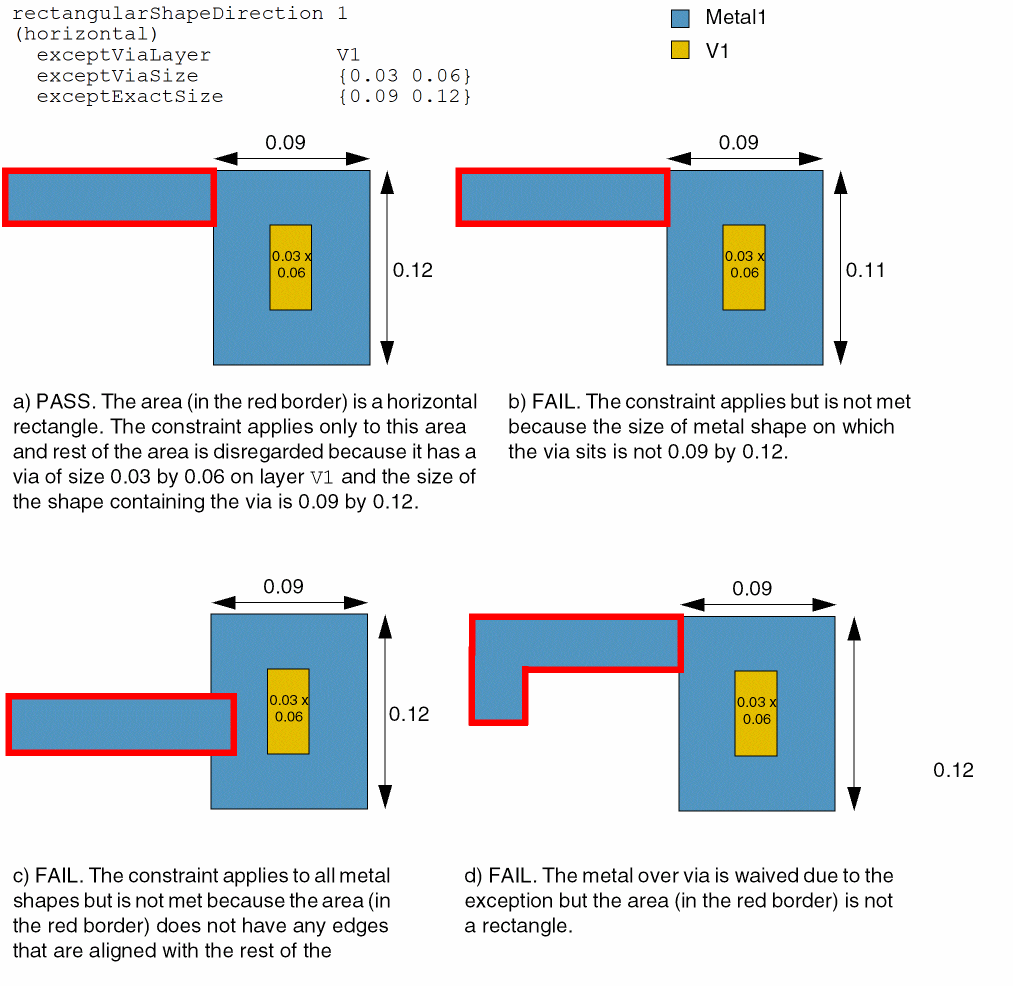 rectangularShapeDirection 1
(horizontal)
exceptViaLayer V1
exceptViaSize {0.03 0.06}
exceptExactSize {0.09 0.12}
Metal1
V1
0.09
0.09
0.03 x
0.06
0.12
0.03 x
0.06
0.11
a) PASS. The area (in the red border) is a horizontal
rectangle. The constraint applies only to this area
and rest of the area is disregarded because it has a
via of size 0.03 by 0.06 on layer V1 and the size of
the shape containing the via is 0.09 by 0.12.
b) FAIL. The constraint applies but is not met
because the size of metal shape on which
the via sits is not 0.09 by 0.12.
0.09
0.09
0.03 x
0.06
0.12
0.03 x
0.06
0.12
c) FAIL. The constraint applies to all metal
shapes but is not met because the area (in
the red border) does not have any edges
that are aligned with the rest of the
d) FAIL. The metal over via is waived due to the
exception but the area (in the red border) is not
a rectangle.